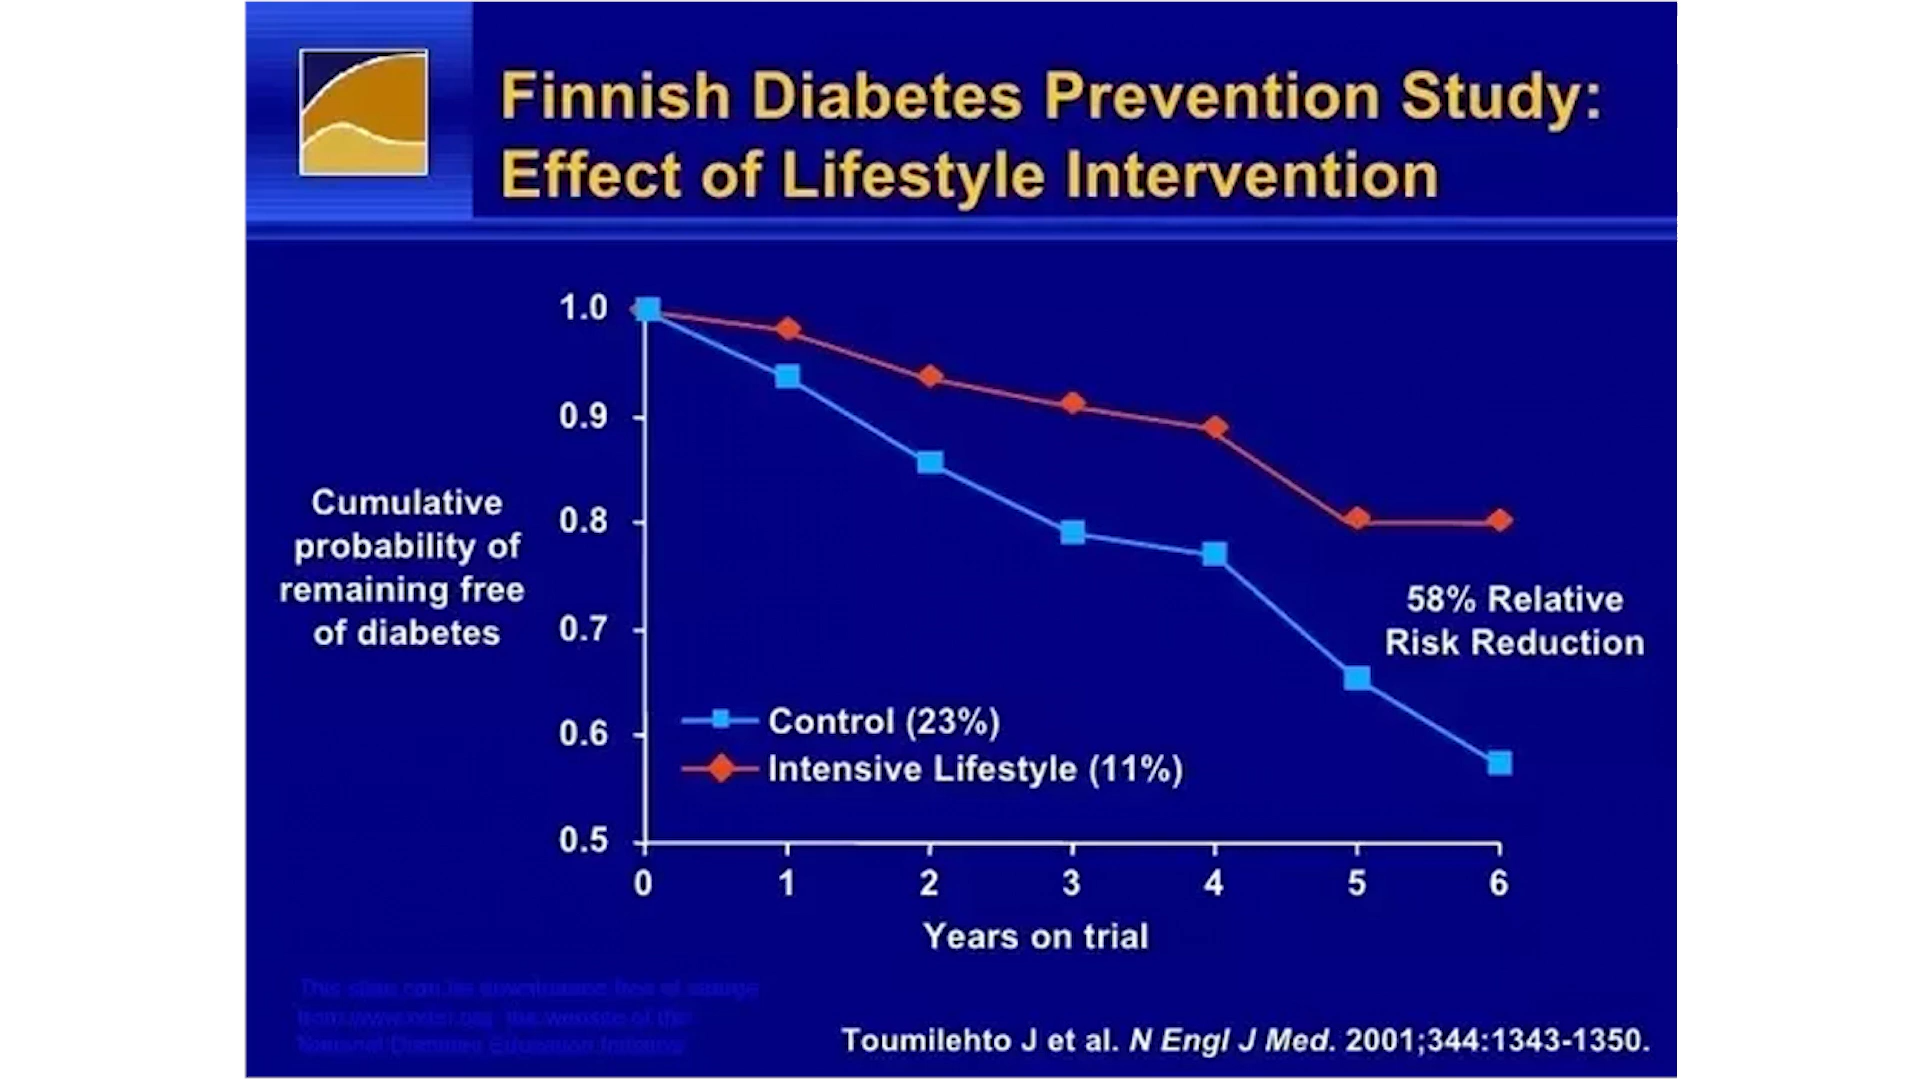 Finnish Diabetes Prevention Study:
Effect of Lifestyle Intervention
1.0
0.9
0.8
0.7
0.6
0.5
Cumulative
probability of
remaining free
of diabetes
58% Relative
Risk Reduction
Control (23%)
Intensive Lifestyle (11%)
0 1 2 3 4 5 6
Years on trial
Toumilehto J et al. N Engl J Med. 2001;344:1343-1350.